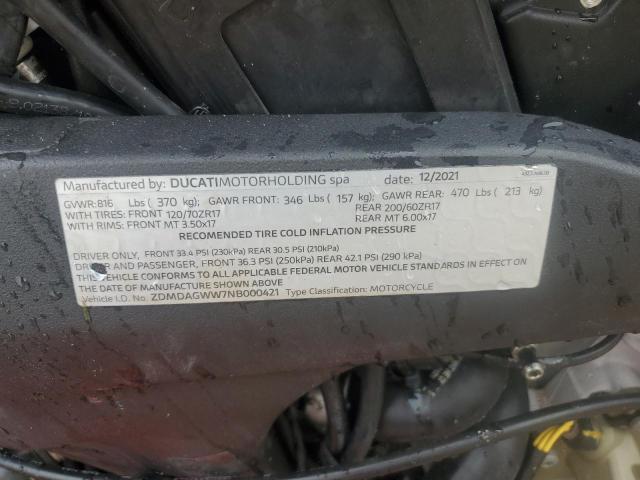 Manufactured by: DUCATIMOTORHOLDING spa date: 12/2021
GVWR:816 Lbs ( 370 kg); GAWR FRONT: 346 Lbs ( 157 kg); GAWR REAR: 470 Lbs ( 213 kg)
WITH TIRES: FRONT 120/70ZR17 REAR 200/60ZR17
WITH RIMS: FRONT MT 3.50x17 REAR MT 6.00x17
RECOMENDED TIRE COLD INFLATION PRESSURE
DRIVER ONLY, FRONT 33.4 PSI (230kPa) REAR 30.5 PSI (210kPa)
DRIVER AND PASSENGER, FRONT 36.3 PSI (250kPa) REAR 42.1 PSI (290 kPa)
THIS VEHICLE CONFORMS TO ALL APPLICABLE FEDERAL MOTOR VEHICLE STANDARDS IN EFFECT ON
THE DATE OF MANUFACTURE SHOWN ABOVE
Vehicle I.D. No. ZDMDAGWW7NB000421 Type Classification: MOTORCYCLE